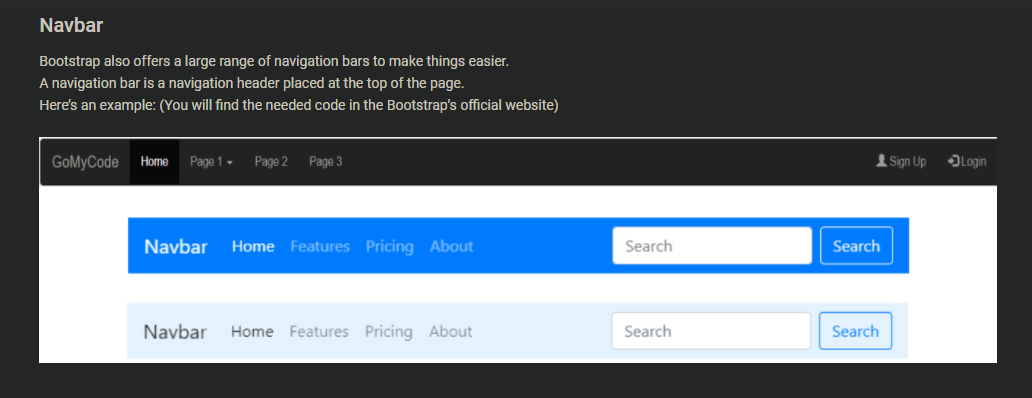 Navbar
Bootstrap also offers a large range of navigation bars to make things easier.
A navigation bar is a navigation header placed at the top of the page.
Here’s an example: (You will find the needed code in the Bootstrap’s official website)
GoMyCode Home Page 1 Page 2 Page 3 Sign Up Login
Navbar Home Features Pricing About Search Search
Navbar Home Features Pricing About Search Search